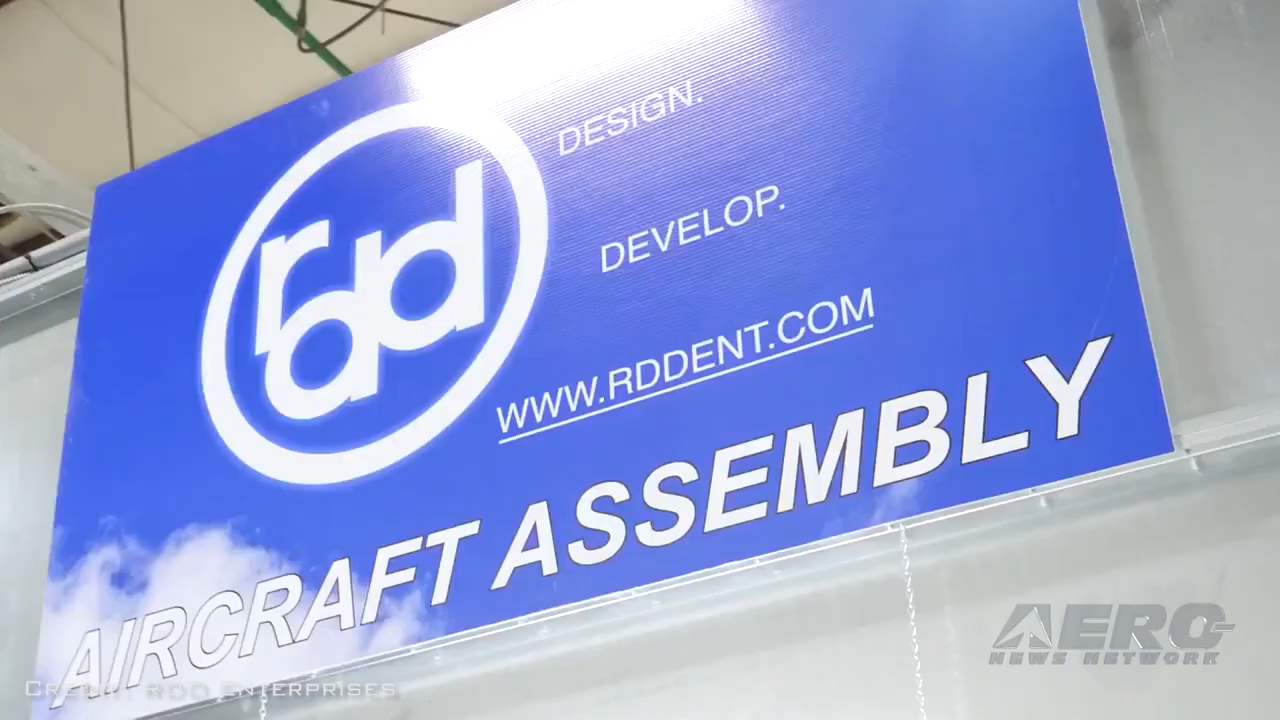 rdd
DESIGN.
DEVELOP.
WWW.RDDENT.COM
AIRCRAFT ASSEMBLY
AERO
NEWS NETWORK
CREDIT: RDD ENTERPRISES